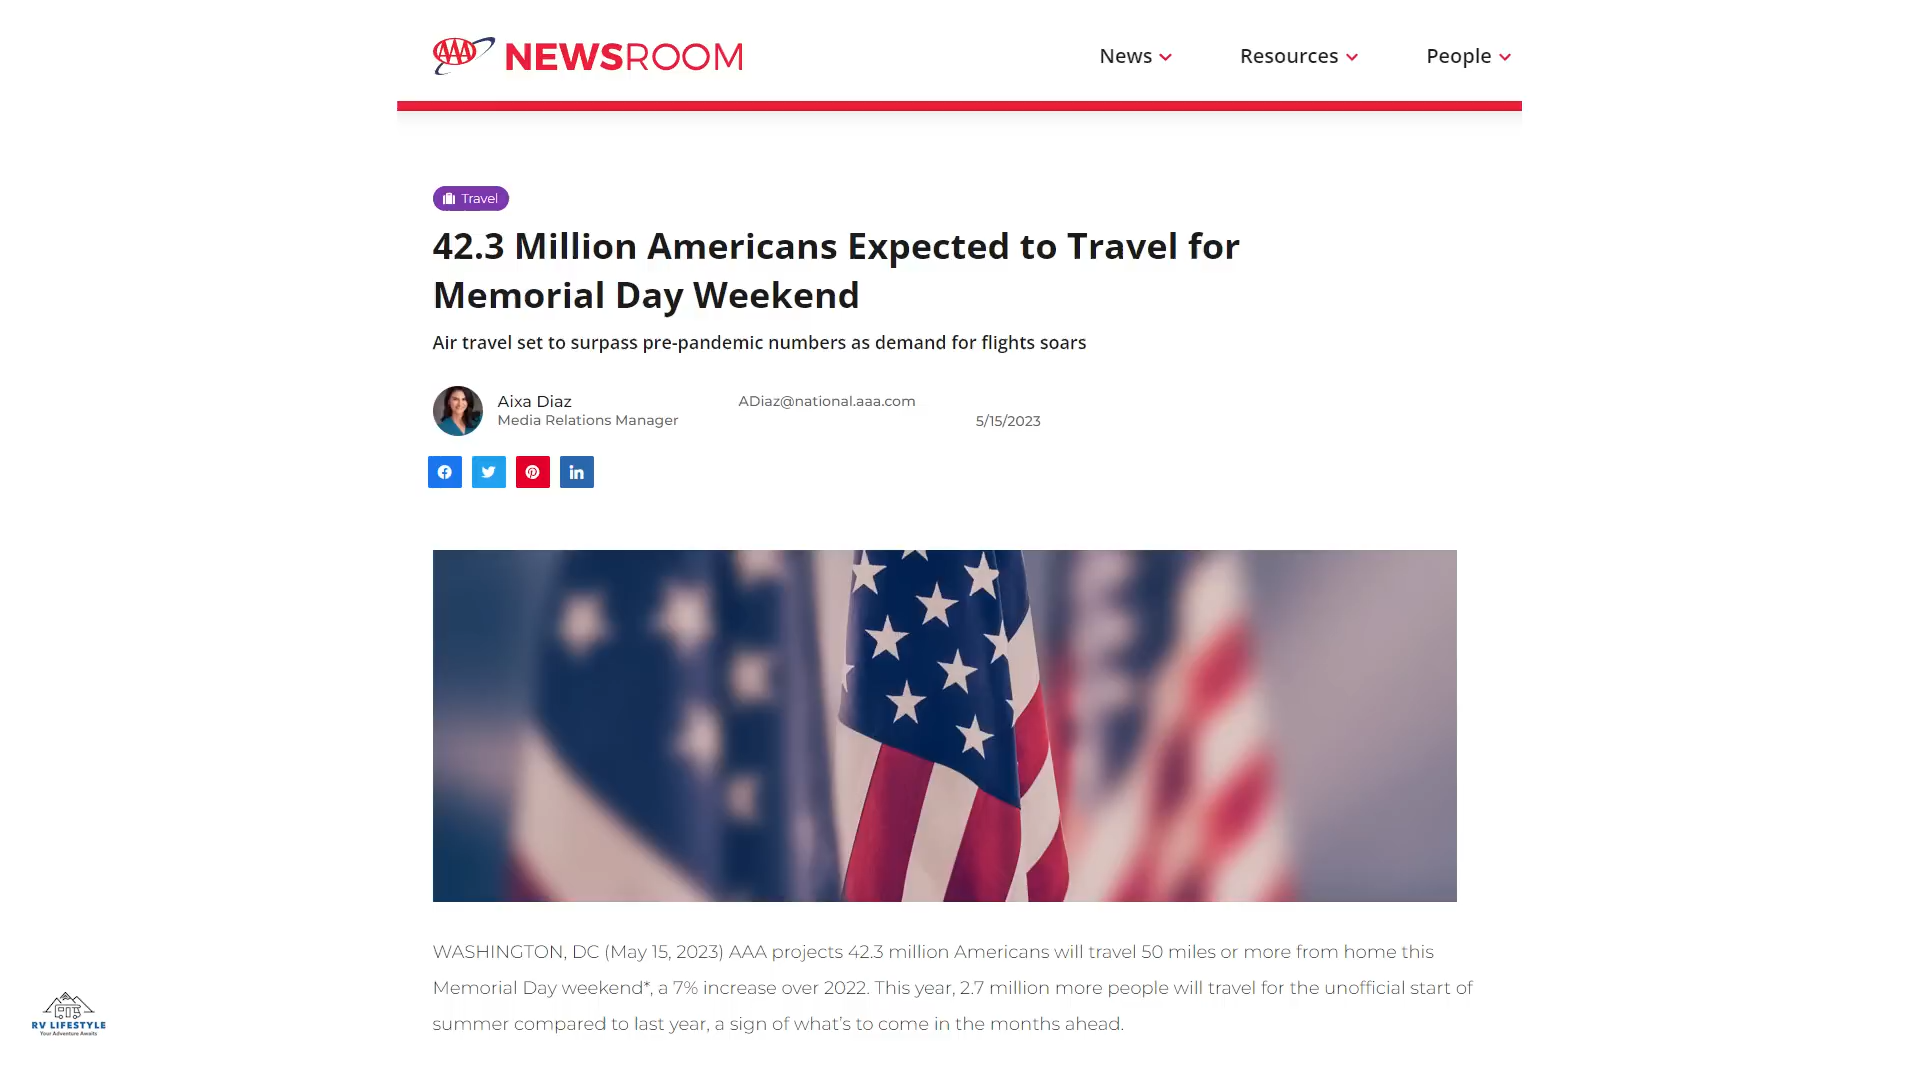 AAA NEWSROOM
News
Resources
People
Travel
42.3 Million Americans Expected to Travel for
Memorial Day Weekend
Air travel set to surpass pre-pandemic numbers as demand for flights soars
Aixa Diaz
Media Relations Manager
ADiaz@national.aaa.com
5/15/2023
WASHINGTON, DC (May 15, 2023) AAA projects 42.3 million Americans will travel 50 miles or more from home this
Memorial Day weekend*, a 7% increase over 2022. This year, 2.7 million more people will travel for the unofficial start of
summer compared to last year, a sign of what's to come in the months ahead.
RV LIFESTYLE
Your Adventure Awaits